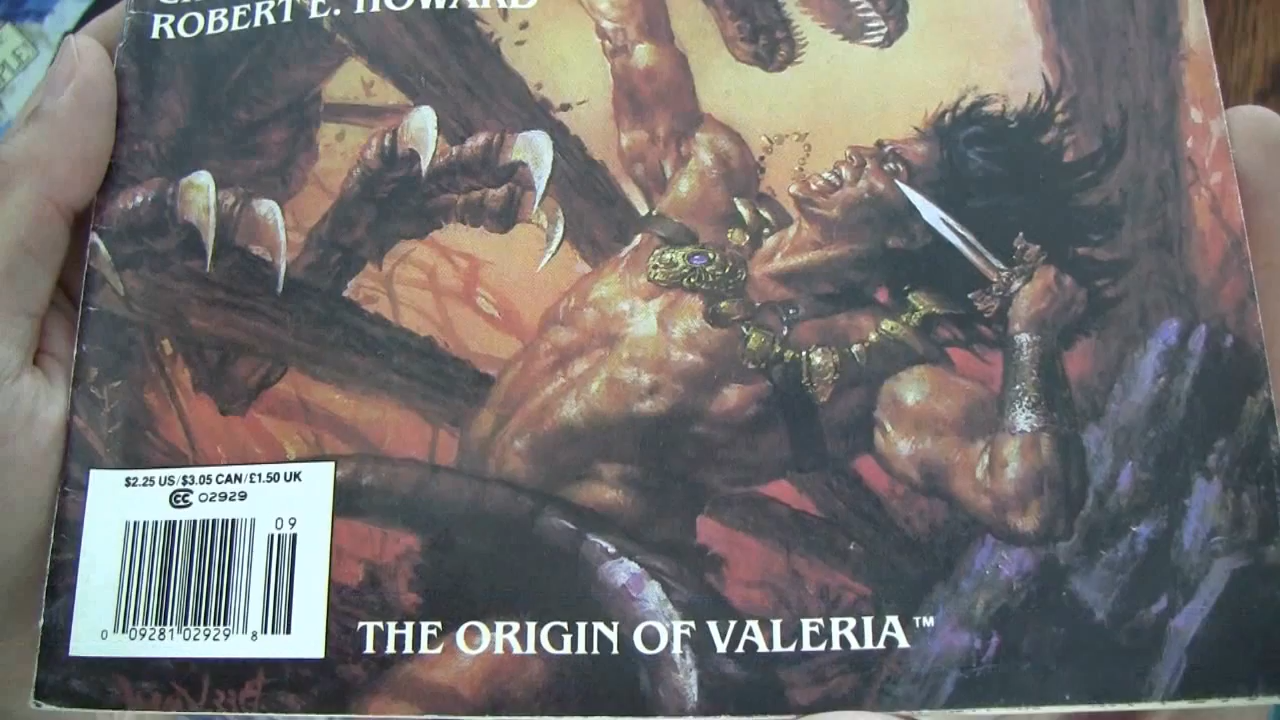 ROBERT E. HOWARD
$2.25 US/$3.05 CAN/£1.50 UK
CC 02929
09
0 09281 02929 8
THE ORIGIN OF VALERIA™